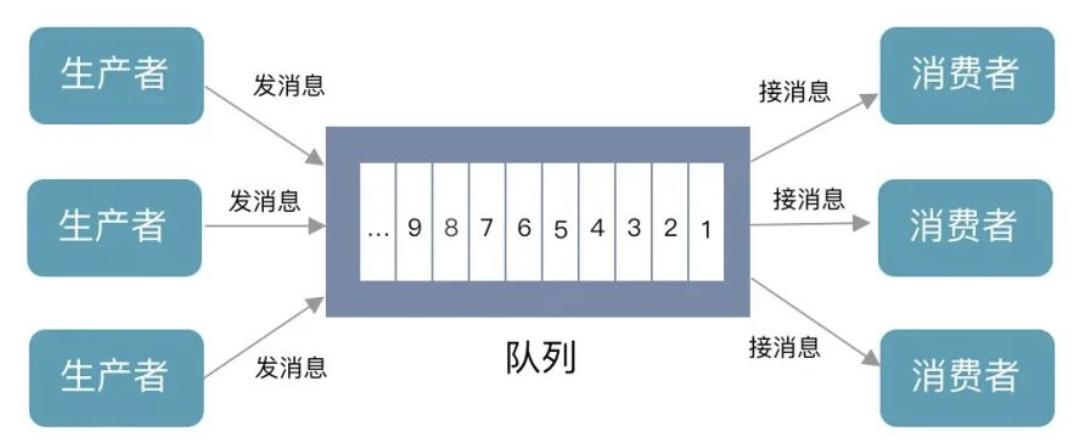 生产者
发消息
接消息
消费者
生产者
发消息
... 9 8 7 6 5 4 3 2 1
接消息
消费者
生产者
发消息
队列
接消息
消费者